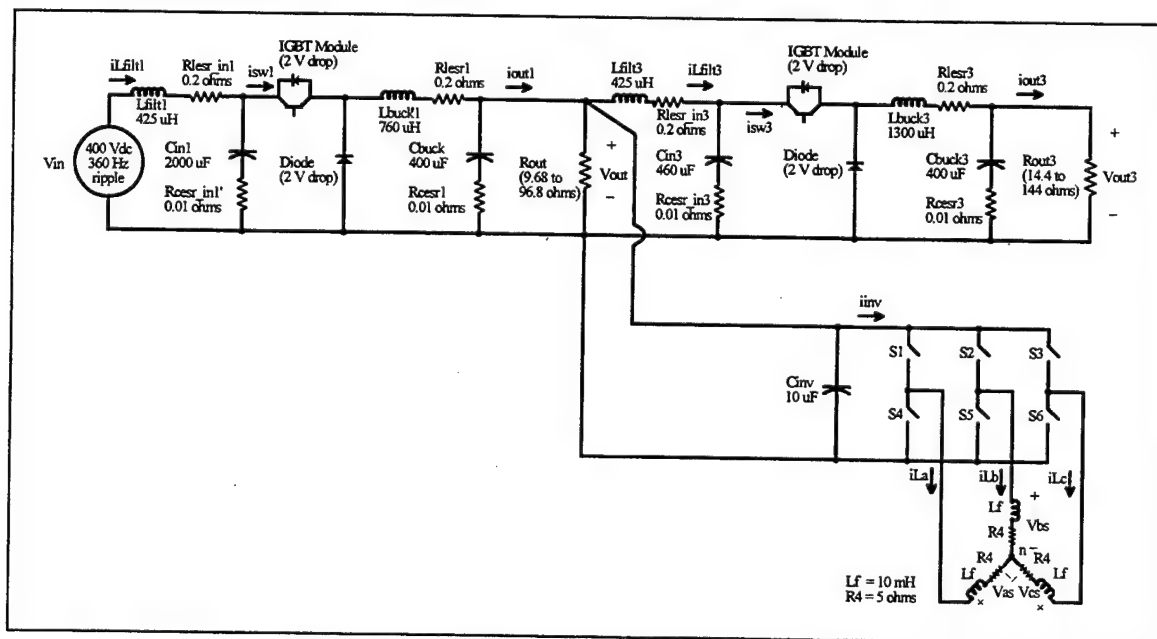 iLfilt1
Lfilt1
425 uH
Rlesr_in1
0.2 ohms
isw1
IGBT Module
(2 V drop)
Rlesr1
0.2 ohms
Lbuck1
760 uH
iout1
Lfilt3
425 uH
iLfilt3
Rlesr_in3
0.2 ohms
isw3
IGBT Module
(2 V drop)
Rlesr3
0.2 ohms
Lbuck3
1300 uH
iout3
Vin
400 Vdc
360 Hz
ripple
Cin1
2000 uF
Rcesr_in1'
0.01 ohms
Diode
(2 V drop)
Cbuck
400 uF
Rcesr1
0.01 ohms
Rout
(9.68 to
96.8 ohms)
+
Vout
−
Cin3
460 uF
Rcesr_in3
0.01 ohms
Diode
(2 V drop)
Cbuck3
400 uF
Rcesr3
0.01 ohms
Rout3
(14.4 to
144 ohms)
+
Vout3
−
iinv
Cinv
10 uF
S1
S2
S3
S4
S5
S6
iLa
iLb
iLc
Lf
+
Vbs
R4
n −
R4
R4
Lf
Lf
Vas
Vcs
Lf = 10 mH
R4 = 5 ohms